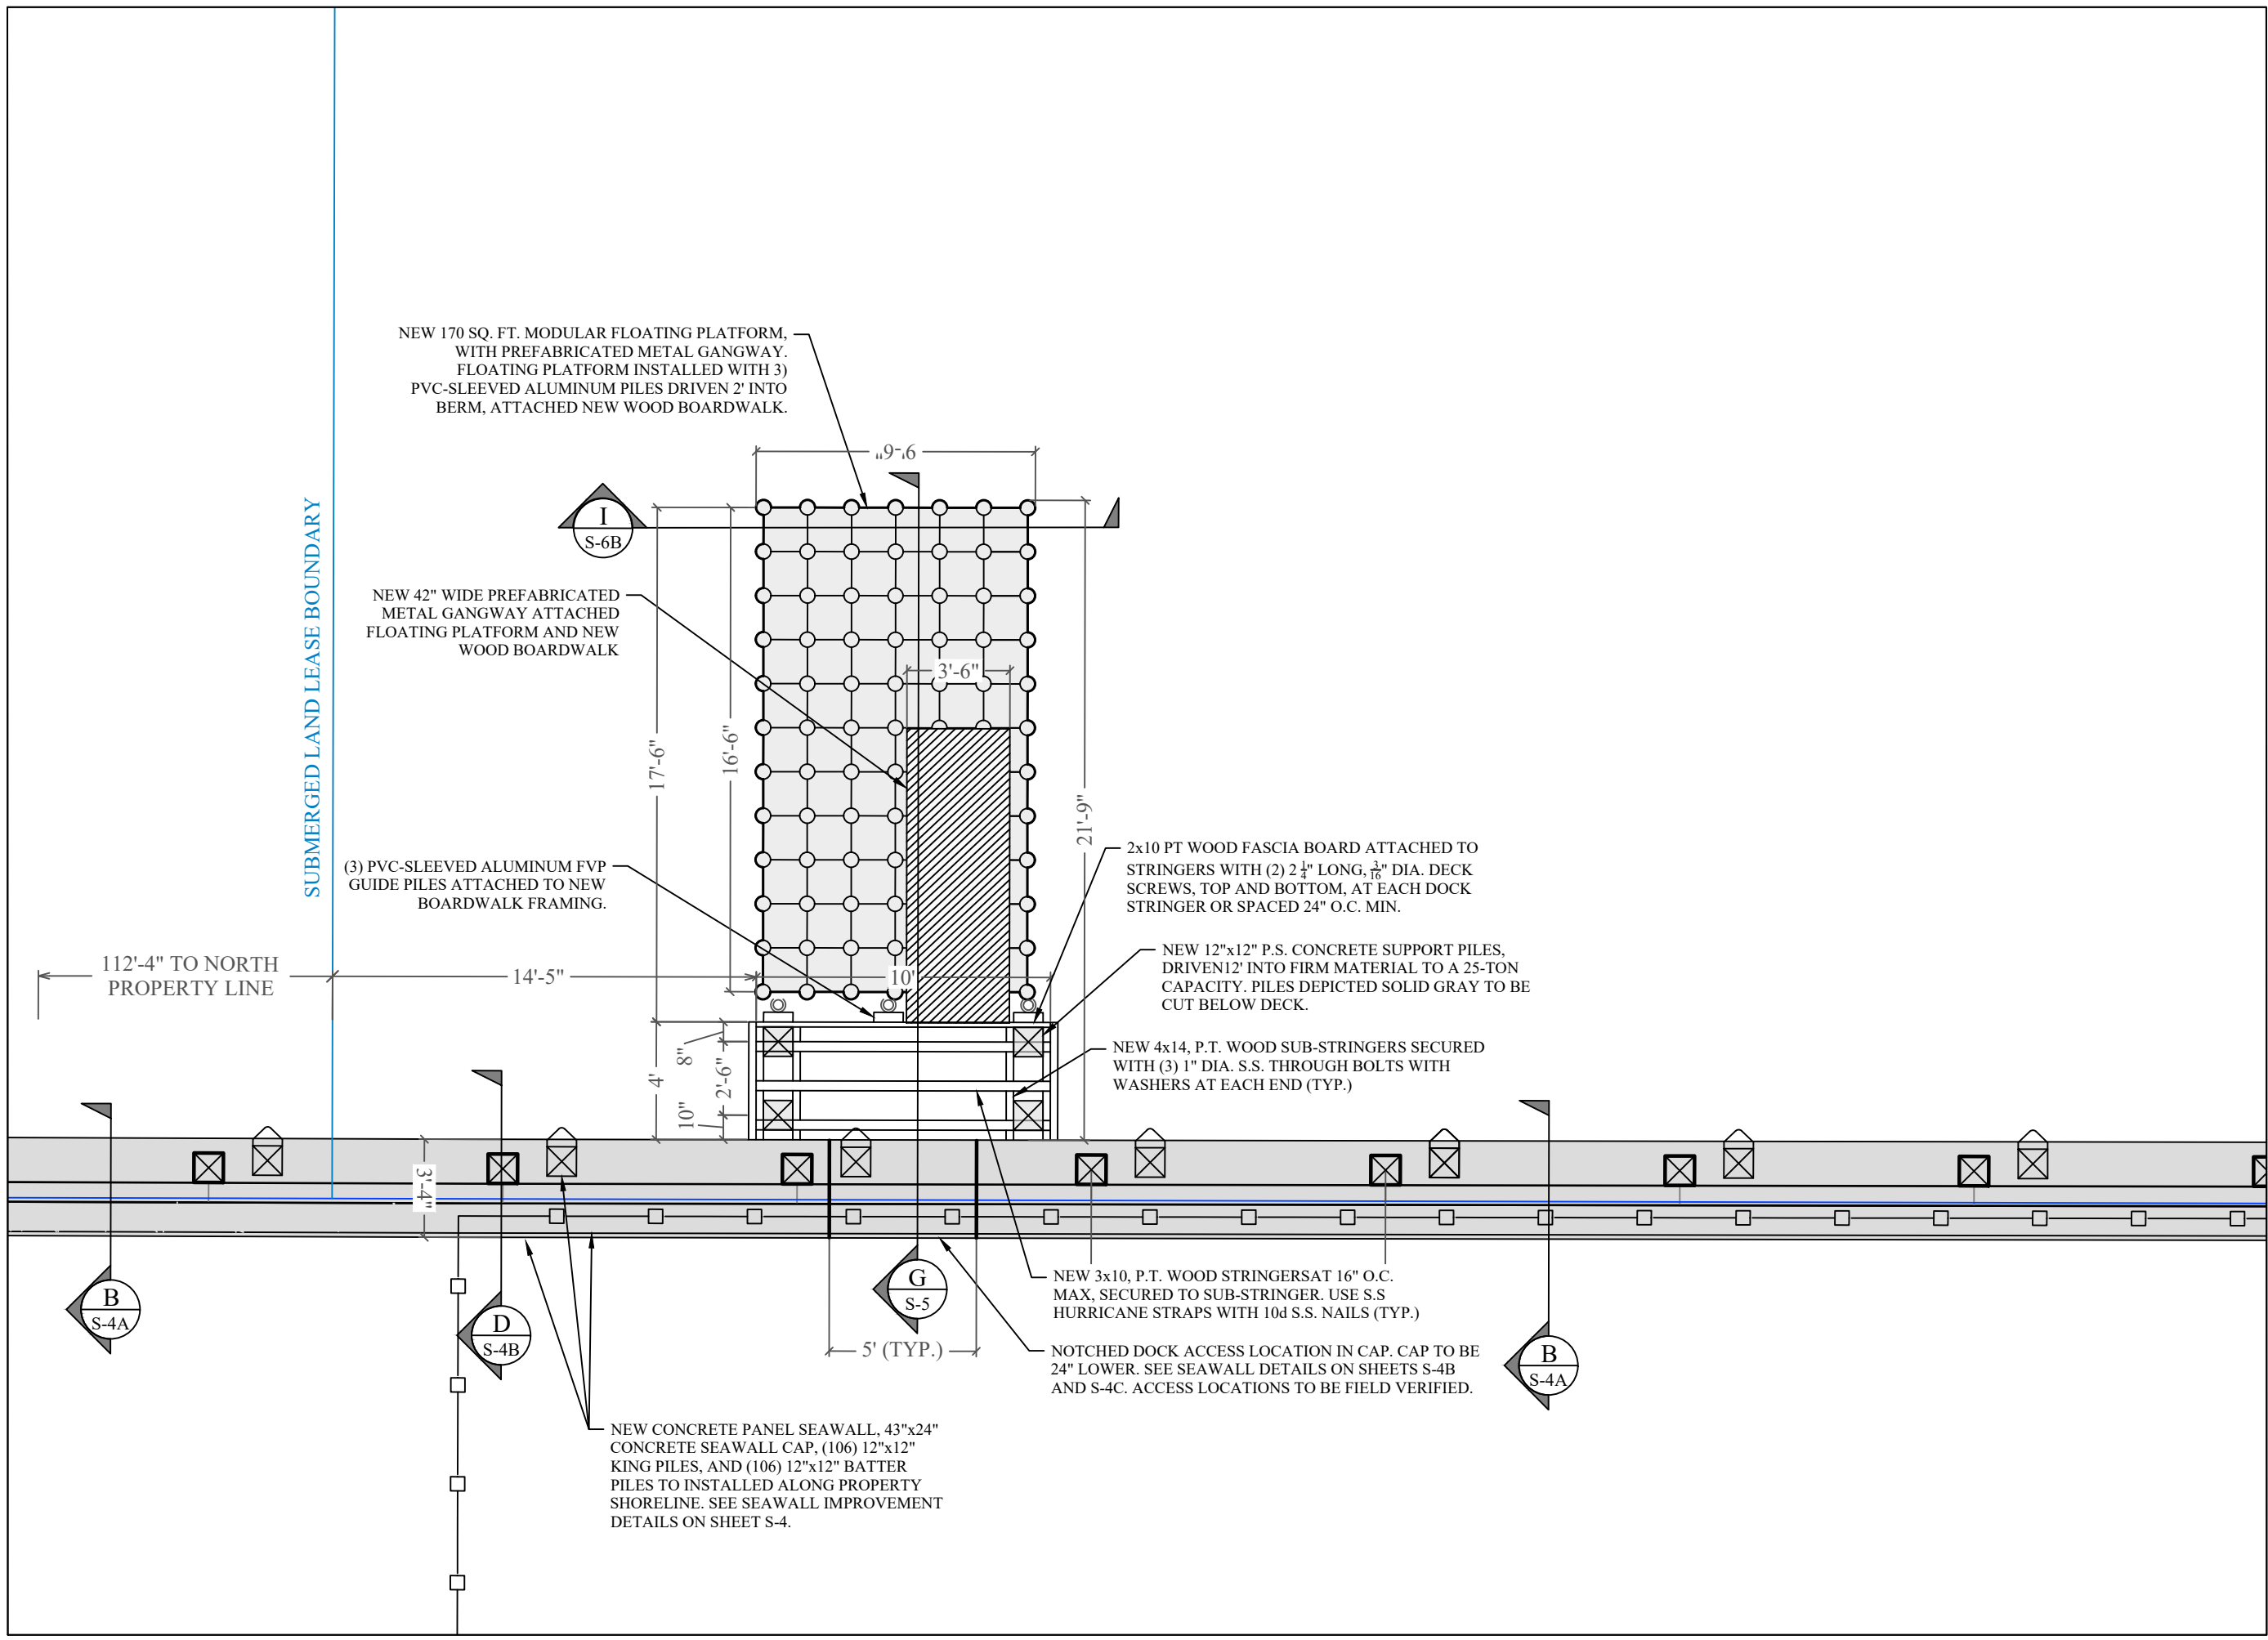 NEW 170 SQ. FT. MODULAR FLOATING PLATFORM,
WITH PREFABRICATED METAL GANGWAY.
FLOATING PLATFORM INSTALLED WITH 3)
PVC-SLEEVED ALUMINUM PILES DRIVEN 2' INTO
BERM, ATTACHED NEW WOOD BOARDWALK.
9'-6"
I
S-6B
SUBMERGED LAND LEASE BOUNDARY
NEW 42" WIDE PREFABRICATED
METAL GANGWAY ATTACHED
FLOATING PLATFORM AND NEW
WOOD BOARDWALK
3'-6"
17'-6"
16'-6"
21'-9"
(3) PVC-SLEEVED ALUMINUM FVP
GUIDE PILES ATTACHED TO NEW
BOARDWALK FRAMING.
2x10 PT WOOD FASCIA BOARD ATTACHED TO
STRINGERS WITH (2) 2 1/4" LONG, 3/16" DIA. DECK
SCREWS, TOP AND BOTTOM, AT EACH DOCK
STRINGER OR SPACED 24" O.C. MIN.
112'-4" TO NORTH
PROPERTY LINE
14'-5"
10'
NEW 12"x12" P.S. CONCRETE SUPPORT PILES,
DRIVEN12' INTO FIRM MATERIAL TO A 25-TON
CAPACITY. PILES DEPICTED SOLID GRAY TO BE
CUT BELOW DECK.
8"
4'
2'-6"
10"
NEW 4x14, P.T. WOOD SUB-STRINGERS SECURED
WITH (3) 1" DIA. S.S. THROUGH BOLTS WITH
WASHERS AT EACH END (TYP.)
3'-4"
B
S-4A
D
S-4B
G
S-5
NEW 3x10, P.T. WOOD STRINGERSAT 16" O.C.
MAX, SECURED TO SUB-STRINGER. USE S.S
HURRICANE STRAPS WITH 10d S.S. NAILS (TYP.)
5' (TYP.)
NOTCHED DOCK ACCESS LOCATION IN CAP. CAP TO BE
24" LOWER. SEE SEAWALL DETAILS ON SHEETS S-4B
AND S-4C. ACCESS LOCATIONS TO BE FIELD VERIFIED.
B
S-4A
NEW CONCRETE PANEL SEAWALL, 43"x24"
CONCRETE SEAWALL CAP, (106) 12"x12"
KING PILES, AND (106) 12"x12" BATTER
PILES TO INSTALLED ALONG PROPERTY
SHORELINE. SEE SEAWALL IMPROVEMENT
DETAILS ON SHEET S-4.